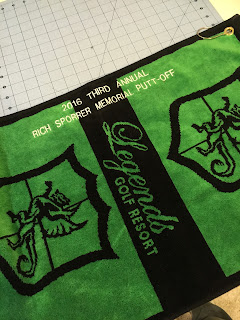 2016 THIRD ANNUAL
RICH SPORRER MEMORIAL PUTT-OFF
Legends
GOLF RESORT